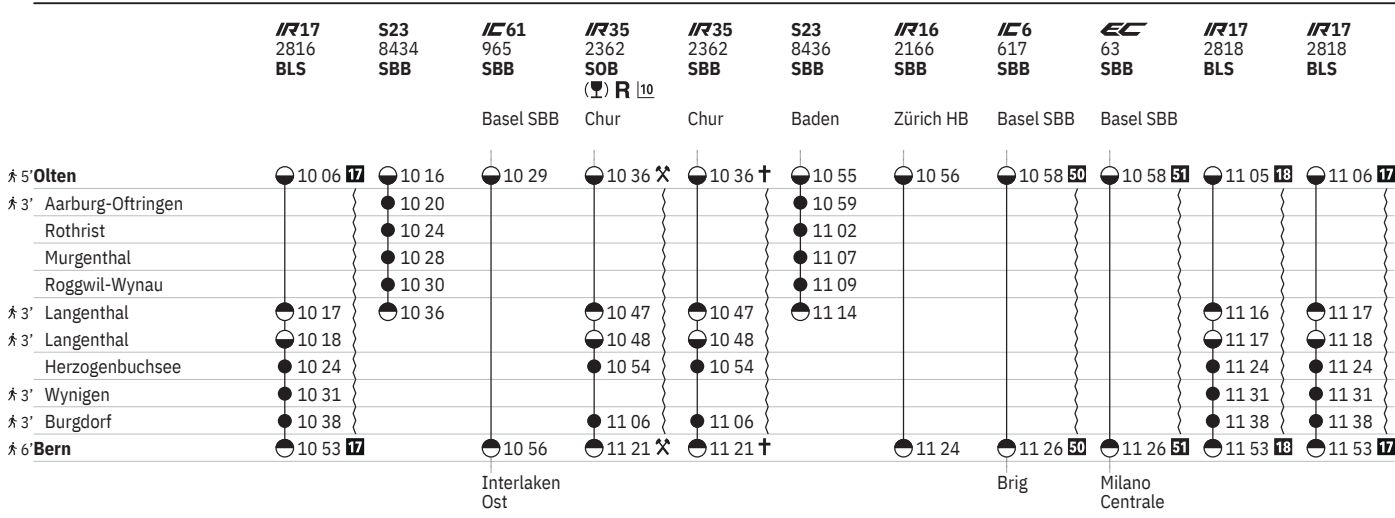 IR17 S23 IC61 IR35 IR35 S23 IR16 IC6 EC IR17 IR17
2816 8434 965 2362 2362 8436 2166 617 63 2818 2818
BLS SBB SBB SOB SBB SBB SBB SBB SBB BLS BLS
R 10
Basel SBB Chur Chur Baden Zürich HB Basel SBB Basel SBB
5' Olten 10 06 17 10 16 10 29 10 36 10 36 10 55 10 56 10 58 50 10 58 51 11 05 18 11 06 17
3' Aarburg-Oftringen 10 20 10 59
Rothrist 10 24 11 02
Murgenthal 10 28 11 07
Roggwil-Wynau 10 30 11 09
3' Langenthal 10 17 10 36 10 47 10 47 11 14 11 16 11 17
3' Langenthal 10 18 10 48 10 48 11 17 11 18
Herzogenbuchsee 10 24 10 54 10 54 11 24 11 24
3' Wynigen 10 31 11 31 11 31
3' Burgdorf 10 38 11 06 11 06 11 38 11 38
6' Bern 10 53 17 10 56 11 21 11 21 11 24 11 26 50 11 26 51 11 53 18 11 53 17
Interlaken Brig Milano
Ost Centrale